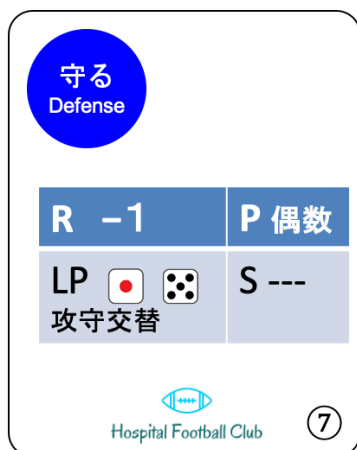 守る
Defense
R －1
P 偶数
LP
攻守交替
S ---
Hospital Football Club
⑦